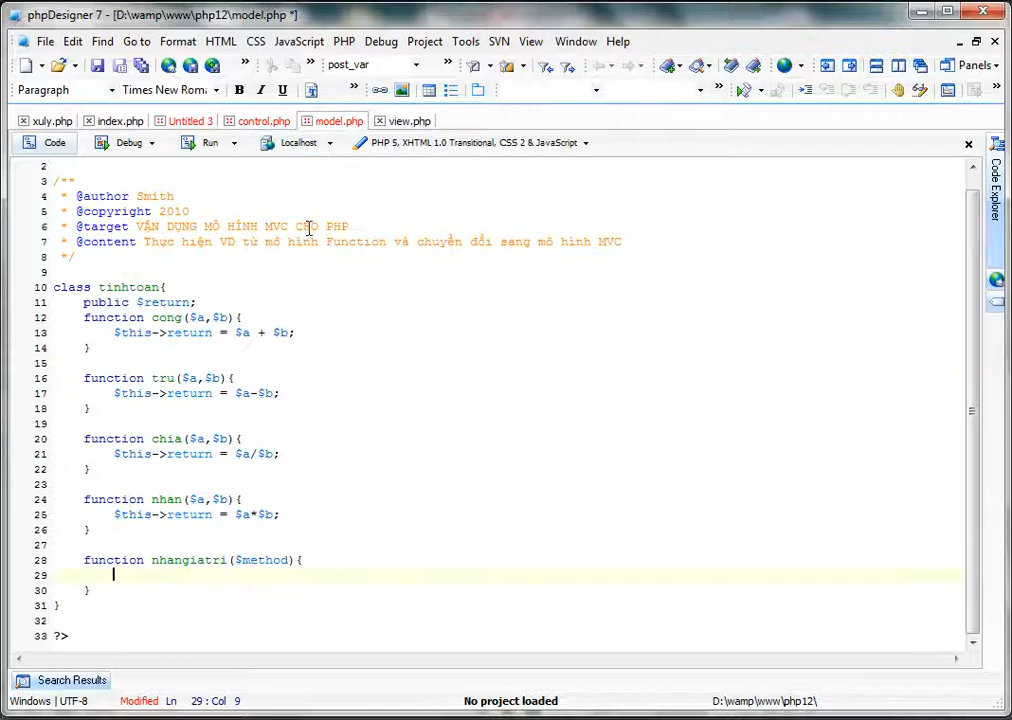 phpDesigner 7 - [D:\wamp\www\php12\model.php *]
File Edit Find Go to Format HTML CSS JavaScript PHP Debug Project Tools SVN View Window Help
post_var Panels
Paragraph Times New Roma B I U
xuly.php index.php Untitled 3 control.php model.php view.php
Code Debug Run Localhost PHP 5, XHTML 1.0 Transitional, CSS 2 & JavaScript
Code Explorer
2
3 /**
4 * @author Smith
5 * @copyright 2010
6 * @target VẬN DỤNG MÔ HÌNH MVC CHO PHP
7 * @content Thực hiện VD từ mô hình Function và chuyển đổi sang mô hình MVC
8 */
9
10 class tinhtoan{
11 public $return;
12 function cong($a,$b){
13 $this->return = $a + $b;
14 }
15
16 function tru($a,$b){
17 $this->return = $a-$b;
18 }
19
20 function chia($a,$b){
21 $this->return = $a/$b;
22 }
23
24 function nhan($a,$b){
25 $this->return = $a*$b;
26 }
27
28 function nhangiatri($method){
29
30 }
31 }
32
33 ?>
Search Results
Windows | UTF-8 Modified Ln 29 : Col 9 No project loaded D:\wamp\www\php12\